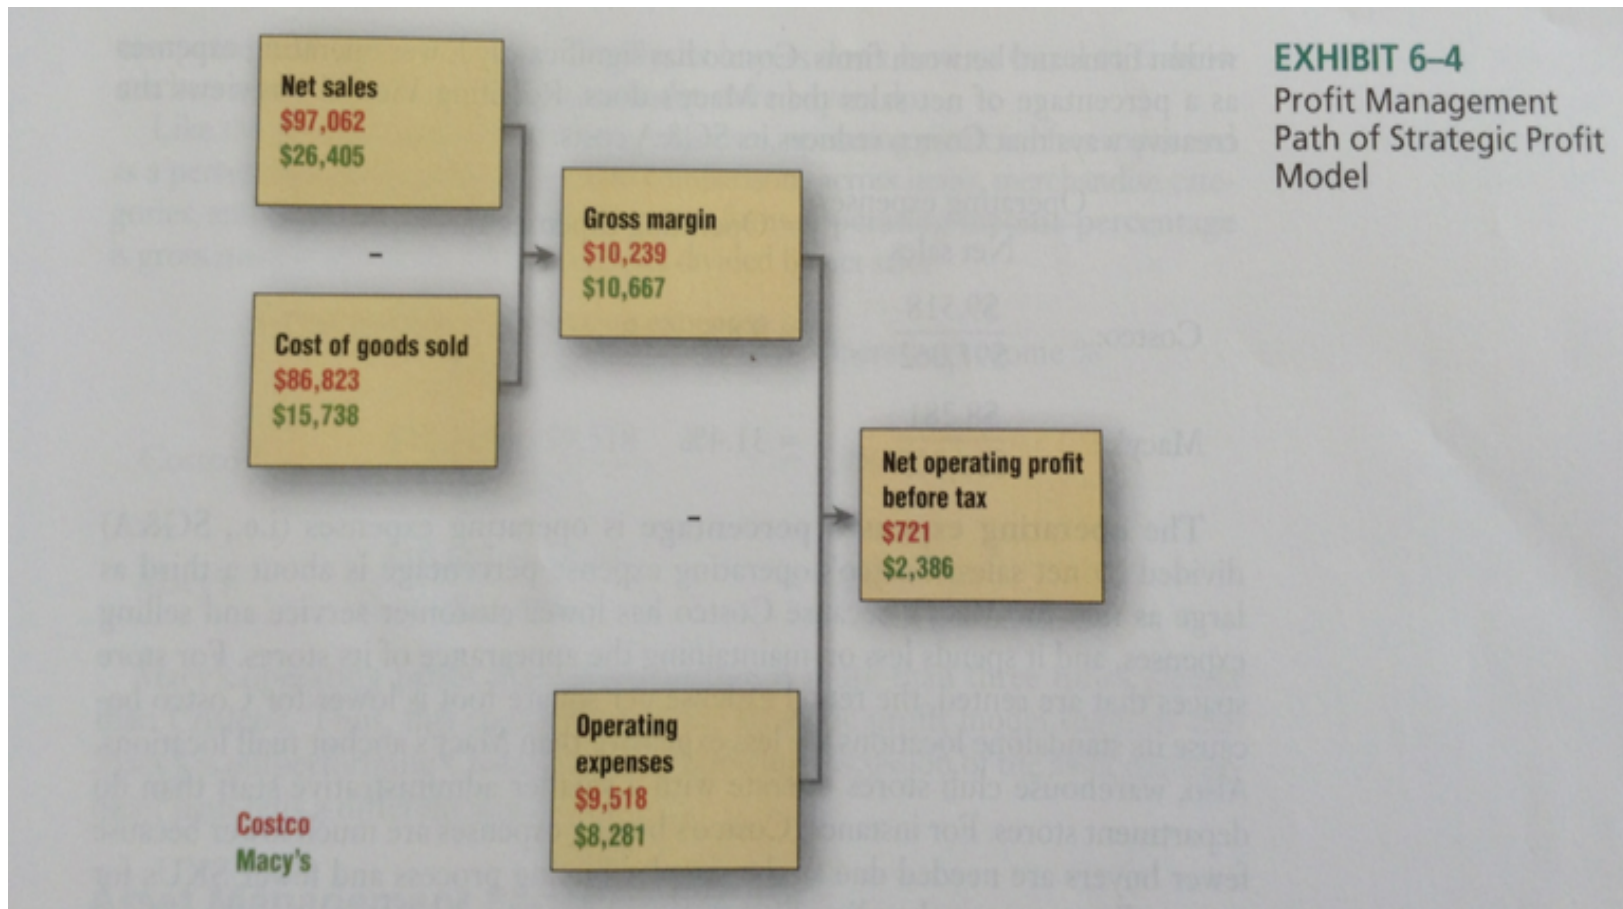 EXHIBIT 6–4
Profit Management
Path of Strategic Profit
Model
Net sales
$97,062
$26,405
-
Cost of goods sold
$86,823
$15,738
Gross margin
$10,239
$10,667
-
Operating
expenses
$9,518
$8,281
Net operating profit
before tax
$721
$2,386
Costco
Macy's